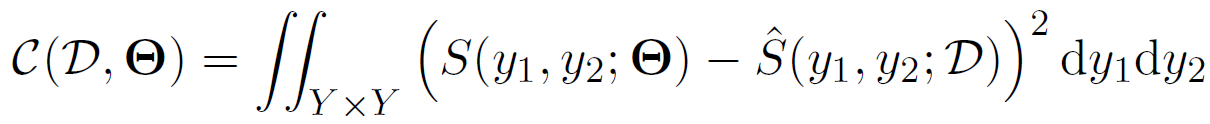 𝒞(𝒟, 𝚯) = ∬_{Y×Y} (S(y₁, y₂; 𝚯) − Ŝ(y₁, y₂; 𝒟))² dy₁dy₂